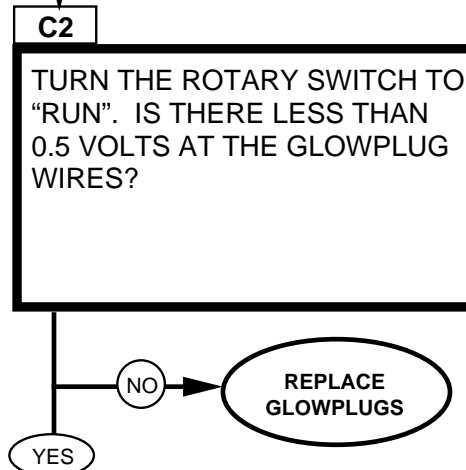 C2
TURN THE ROTARY SWITCH TO
“RUN”. IS THERE LESS THAN
0.5 VOLTS AT THE GLOWPLUG
WIRES?
NO
REPLACE
GLOWPLUGS
YES